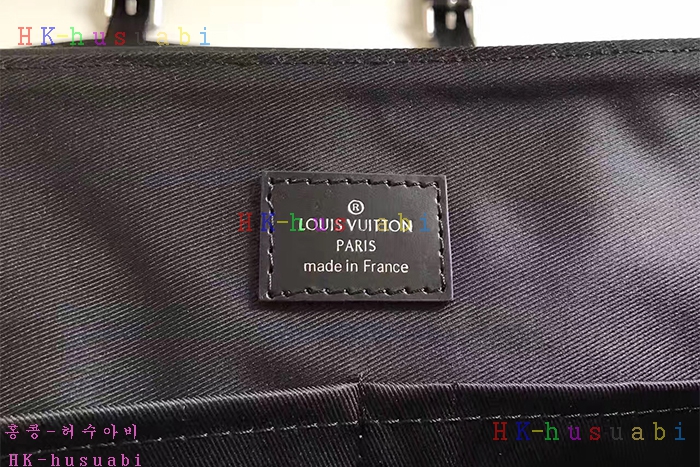 HK-husuabi
®
HK-husuabi
LOUIS VUITTON
PARIS
made in France
홍콩-허수아비
HK-husuabi
HK-husuabi